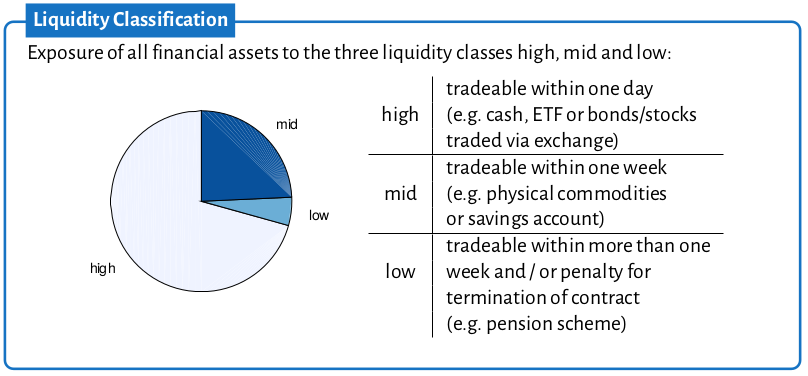 Liquidity Classification
Exposure of all financial assets to the three liquidity classes high, mid and low:
mid
low
high
high
tradeable within one day
(e.g. cash, ETF or bonds/stocks
traded via exchange)
mid
tradeable within one week
(e.g. physical commodities
or savings account)
low
tradeable within more than one
week and / or penalty for
termination of contract
(e.g. pension scheme)